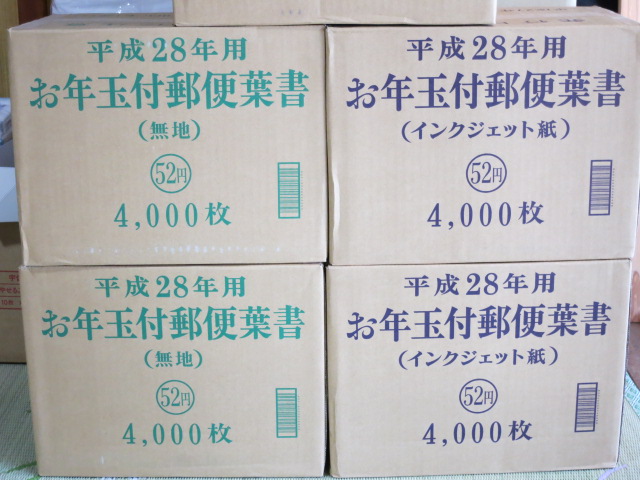 平成28年用
お年玉付郵便葉書
(無地)
52円
4,000枚
平成28年用
お年玉付郵便葉書
(インクジェット紙)
52円
4,000枚
平成28年用
お年玉付郵便葉書
(無地)
52円
4,000枚
平成28年用
お年玉付郵便葉書
(インクジェット紙)
52円
4,000枚